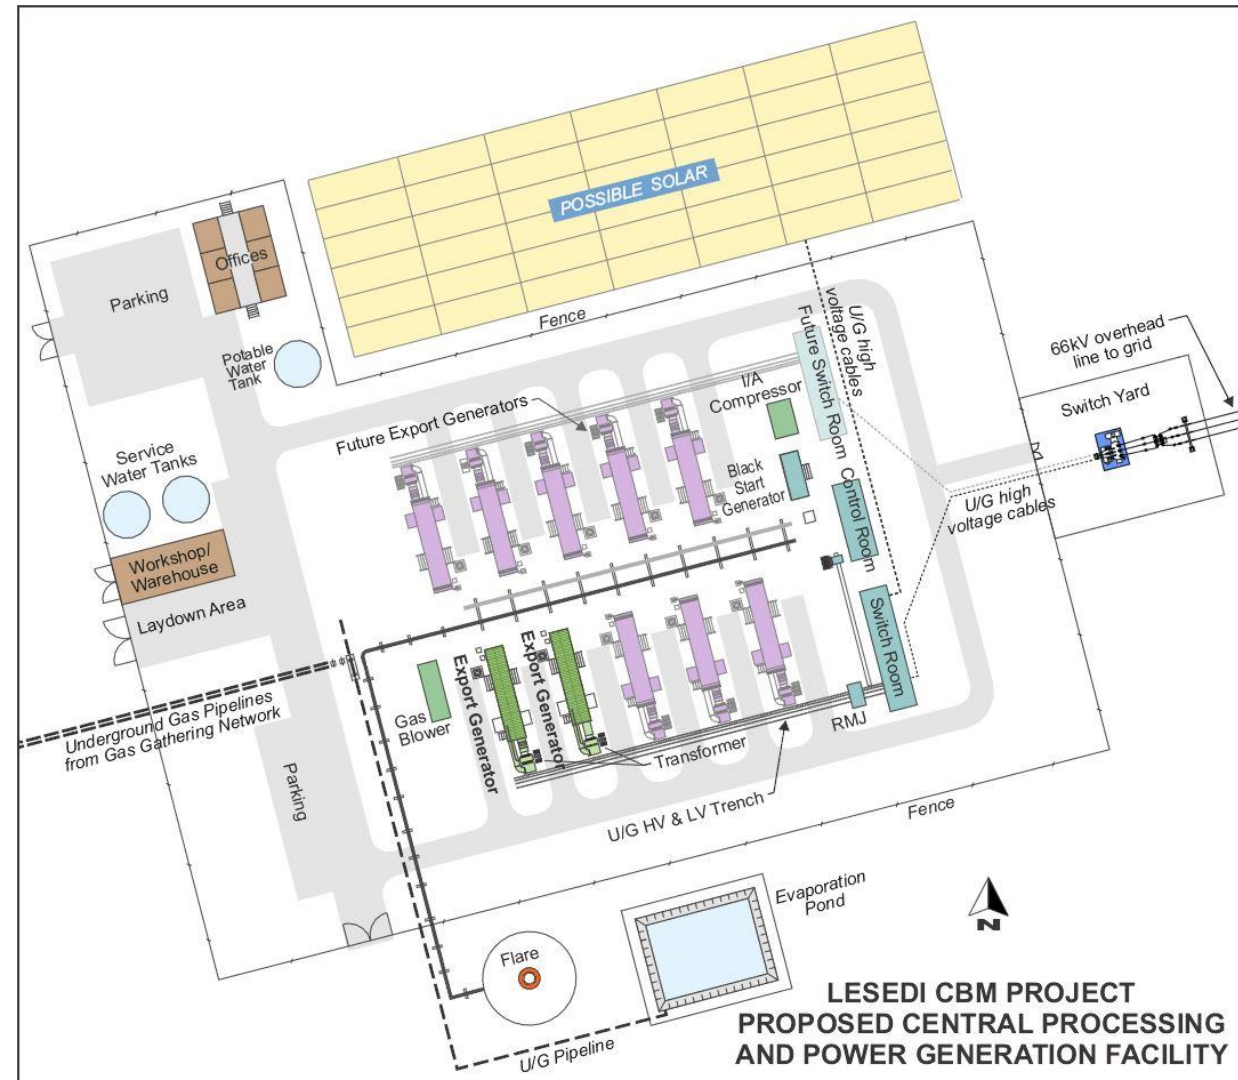 POSSIBLE SOLAR
Offices
Parking
Fence
Potable
Water
Tank
U/G high
voltage cables
Future Switch Room
66kV overhead
line to grid
Switch Yard
I/A
Compressor
Future Export Generators
Service
Water Tanks
Black
Start
Generator
Control Room
U/G high
voltage cables
Workshop/
Warehouse
Laydown Area
Switch Room
Export Generator
Export Generator
Underground Gas Pipelines
from Gas Gathering Network
Gas
Blower
RMJ
Transformer
Parking
U/G HV & LV Trench
Fence
Evaporation
Pond
Flare
N
U/G Pipeline
LESEDI CBM PROJECT
PROPOSED CENTRAL PROCESSING
AND POWER GENERATION FACILITY